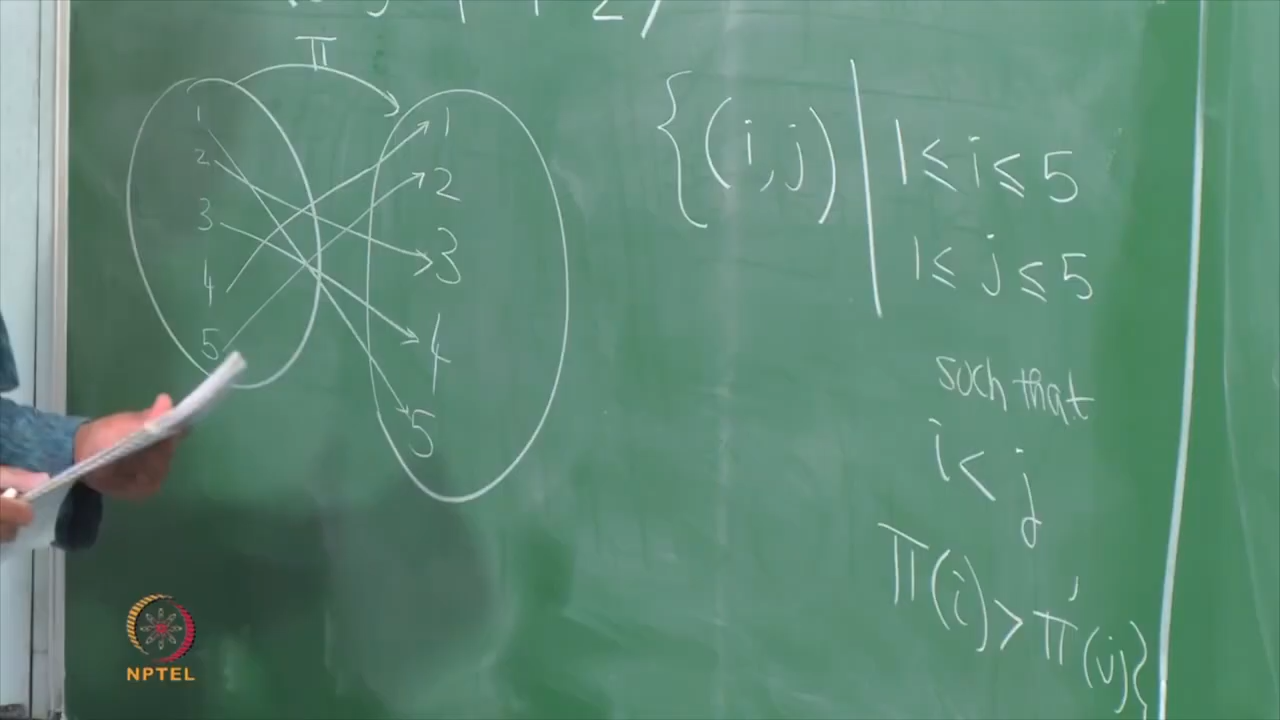 π
1
2
3
4
5
1
2
3
4
5
{(i,j) | 1 ≤ i ≤ 5
1 ≤ j ≤ 5
such that
i < j
π(i) > π(j)}
NPTEL